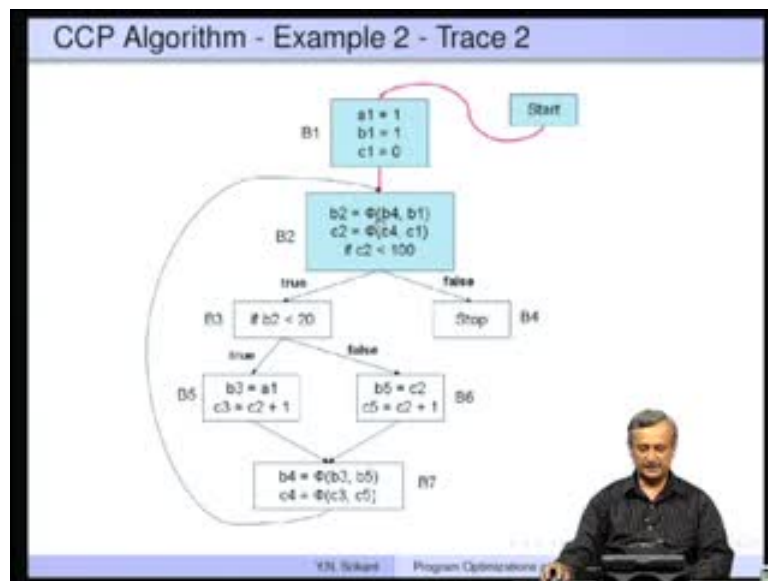 CCP Algorithm - Example 2 - Trace 2
Start
B1
a1 = 1
b1 = 1
c1 = 0
B2
b2 = Φ(b4, b1)
c2 = Φ(c4, c1)
if c2 < 100
true
false
B3
if b2 < 20
Stop
B4
true
false
B5
b3 = a1
c3 = c2 + 1
b5 = c2
c5 = c2 + 1
B6
b4 = Φ(b3, b5)
c4 = Φ(c3, c5)
B7
Y.N. Srikant
Program Optimizations